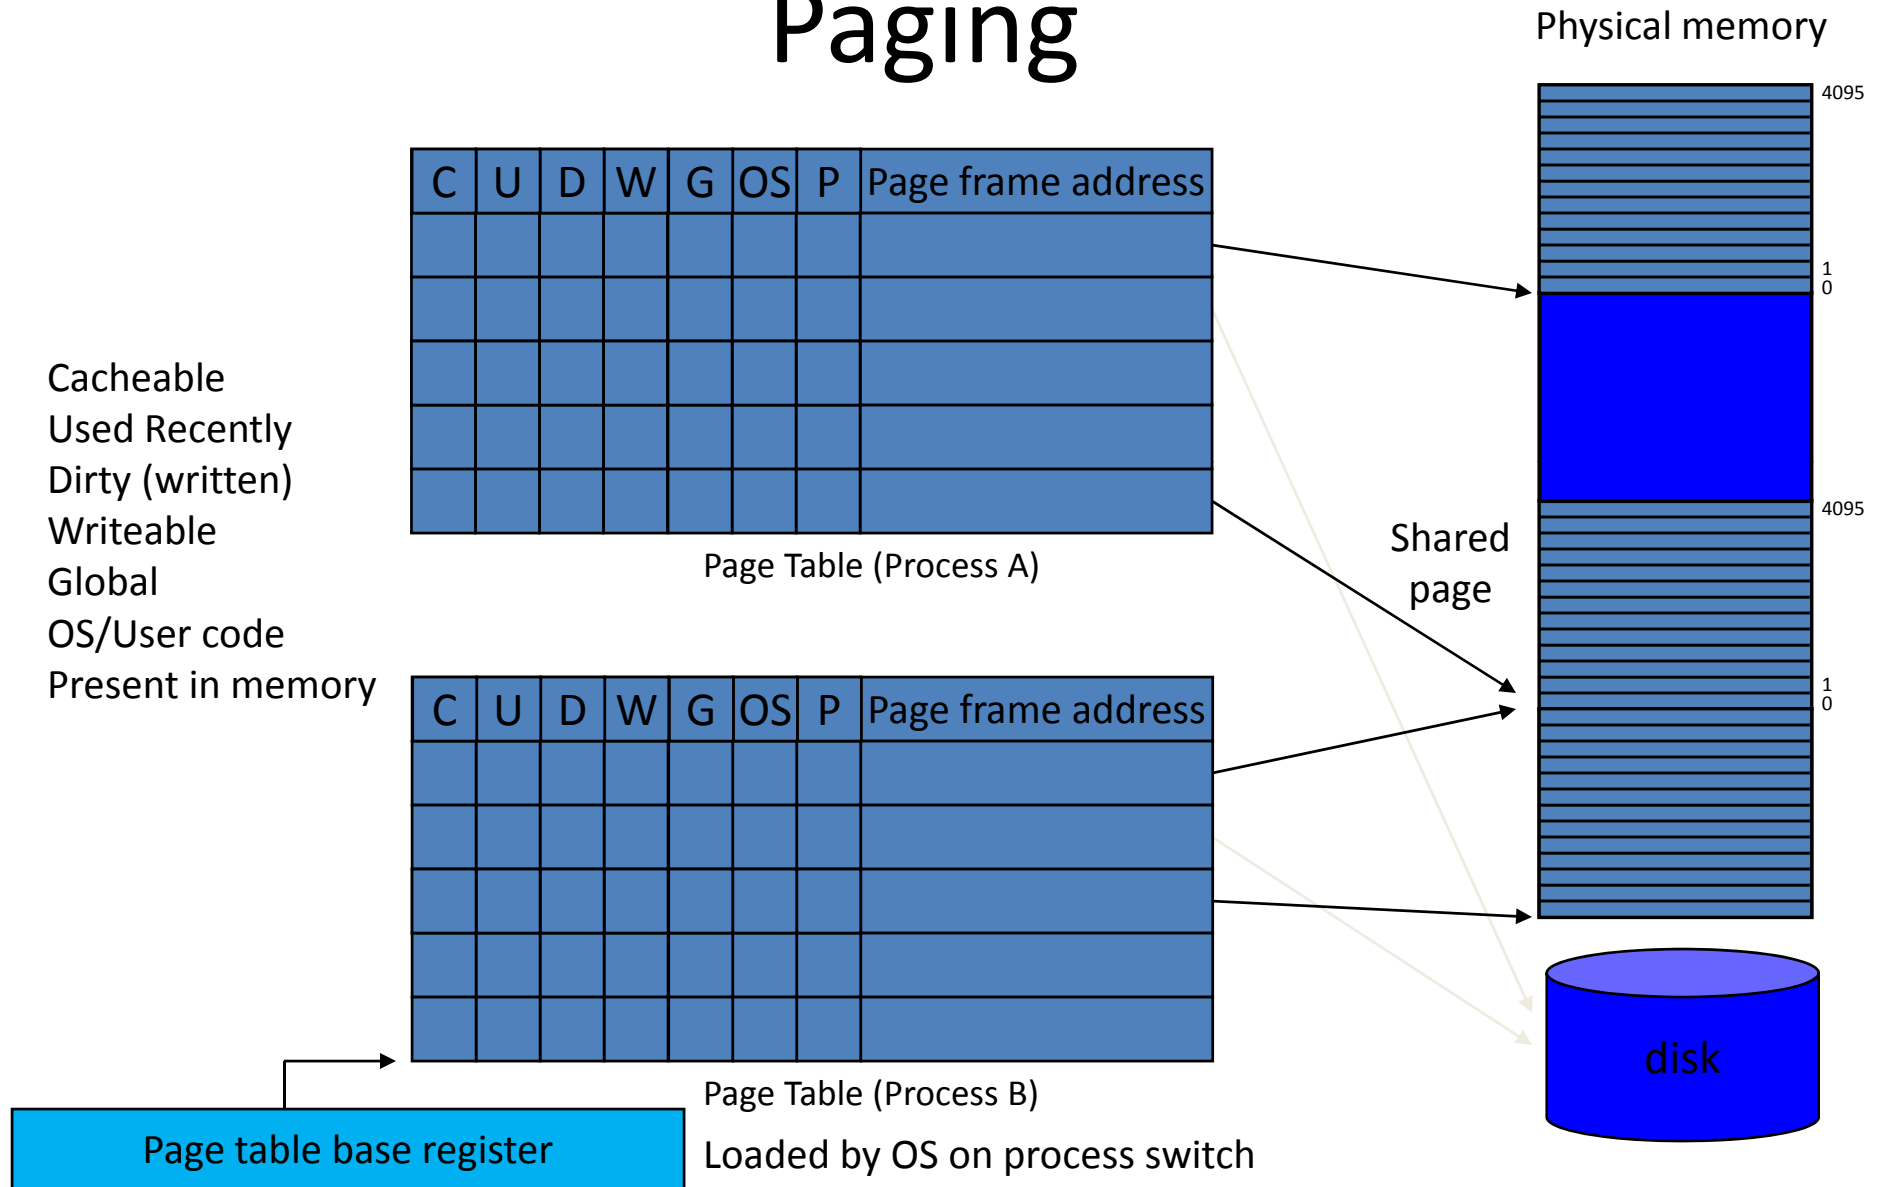 Paging
Physical memory
4095
C U D W G OS P Page frame address
1
0
Cacheable
Used Recently
Dirty (written)
Writeable
Global
OS/User code
Present in memory
4095
Shared
page
Page Table (Process A)
1
0
C U D W G OS P Page frame address
disk
Page Table (Process B)
Page table base register
Loaded by OS on process switch